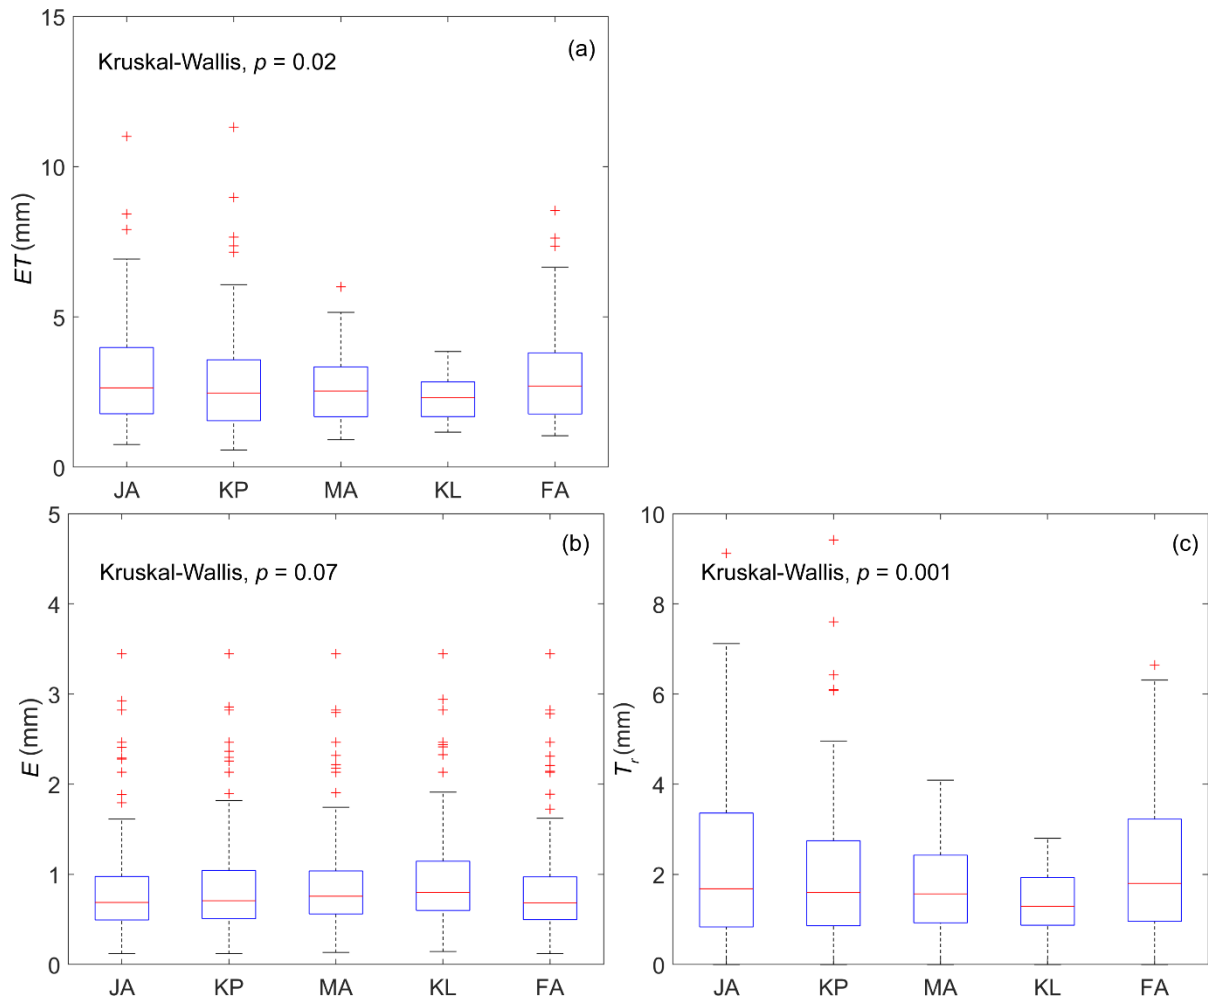 15
(a)
Kruskal-Wallis, p = 0.02
10
ET (mm)
5
0
JA KP MA KL FA
5
(b)
Kruskal-Wallis, p = 0.07
4
3
E (mm)
2
1
0
JA KP MA KL FA
10
(c)
Kruskal-Wallis, p = 0.001
8
6
Tr (mm)
4
2
0
JA KP MA KL FA